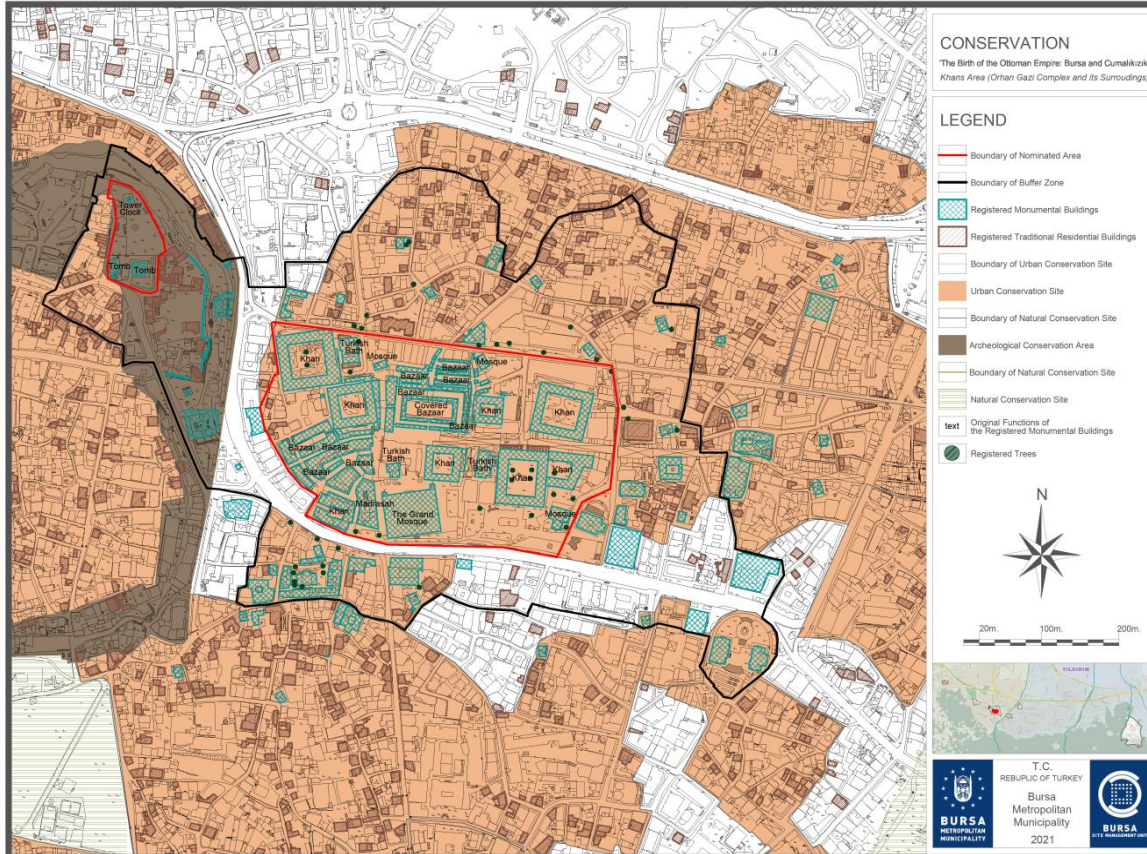 CONSERVATION
'The Birth of the Ottoman Empire: Bursa and Cumalıkızık
Khans Area (Orhan Gazi Complex and its Surroudings)
LEGEND
Boundary of Nominated Area
Boundary of Buffer Zone
Registered Monumental Buildings
Registered Traditional Residential Buildings
Boundary of Urban Conservation Site
Urban Conservation Site
Boundary of Natural Conservation Site
Archeological Conservation Area
Boundary of Natural Conservation Site
Natural Conservation Site
text
Original Functions of
the Registered Monumental Buildings
Registered Trees
N
20m. 100m. 200m.
YILDIRIM
BURSA
METROPOLITAN
MUNICIPALITY
T.C.
REBUPLIC OF TURKEY
Bursa
Metropolitan
Municipality
2021
BURSA
SITE MANAGEMENT UNIT
Tower
Clock
Tomb
Tomb
Khan
Turkish
Bath
Mosque
Bazaar
Mosque
Bazaar
Bazaar
Bazaar
Khan
Covered
Bazaar
Khan
Khan
Bazaar
Bazaar
Bazaar
Bazaar
Bazaar
Turkish
Bath
Khan
Turkish
Bath
Khan
Khan
Madrasah
Khan
The Grand
Mosque
Mosque